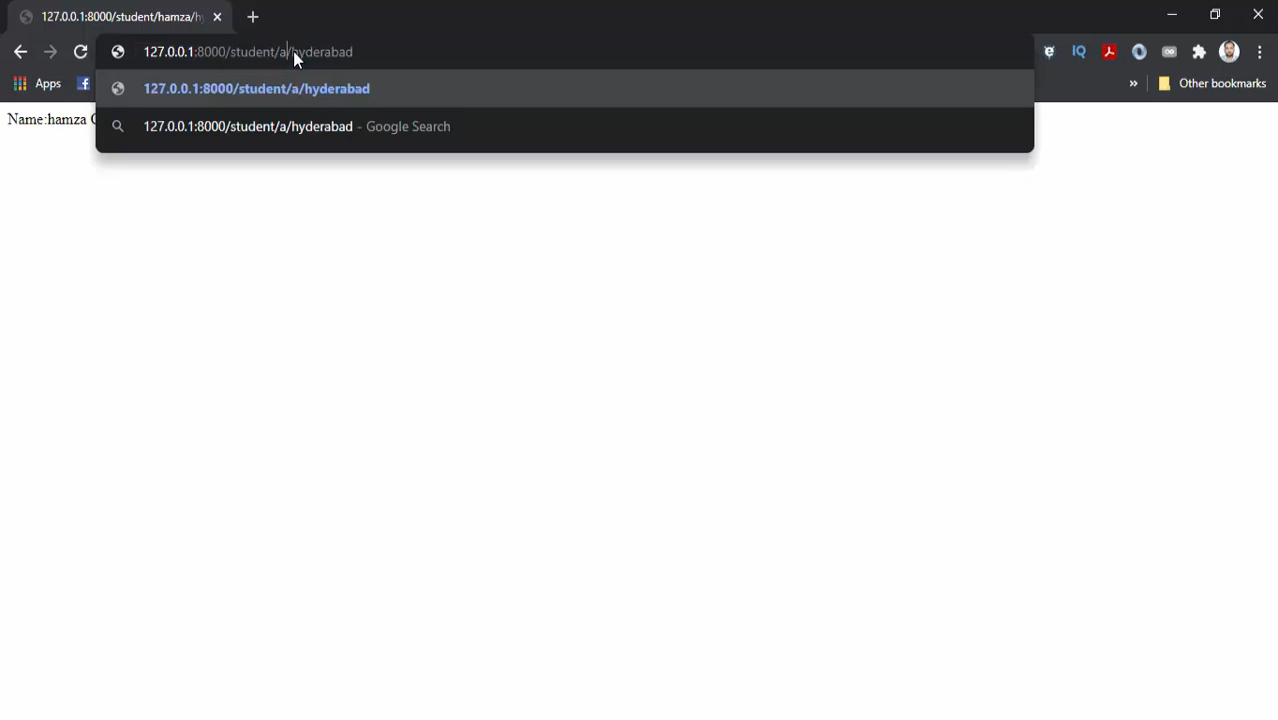 127.0.0.1:8000/student/hamza/h
127.0.0.1:8000/student/a/hyderabad
IQ
Apps
Other bookmarks
127.0.0.1:8000/student/a/hyderabad
127.0.0.1:8000/student/a/hyderabad - Google Search
Name:hamza